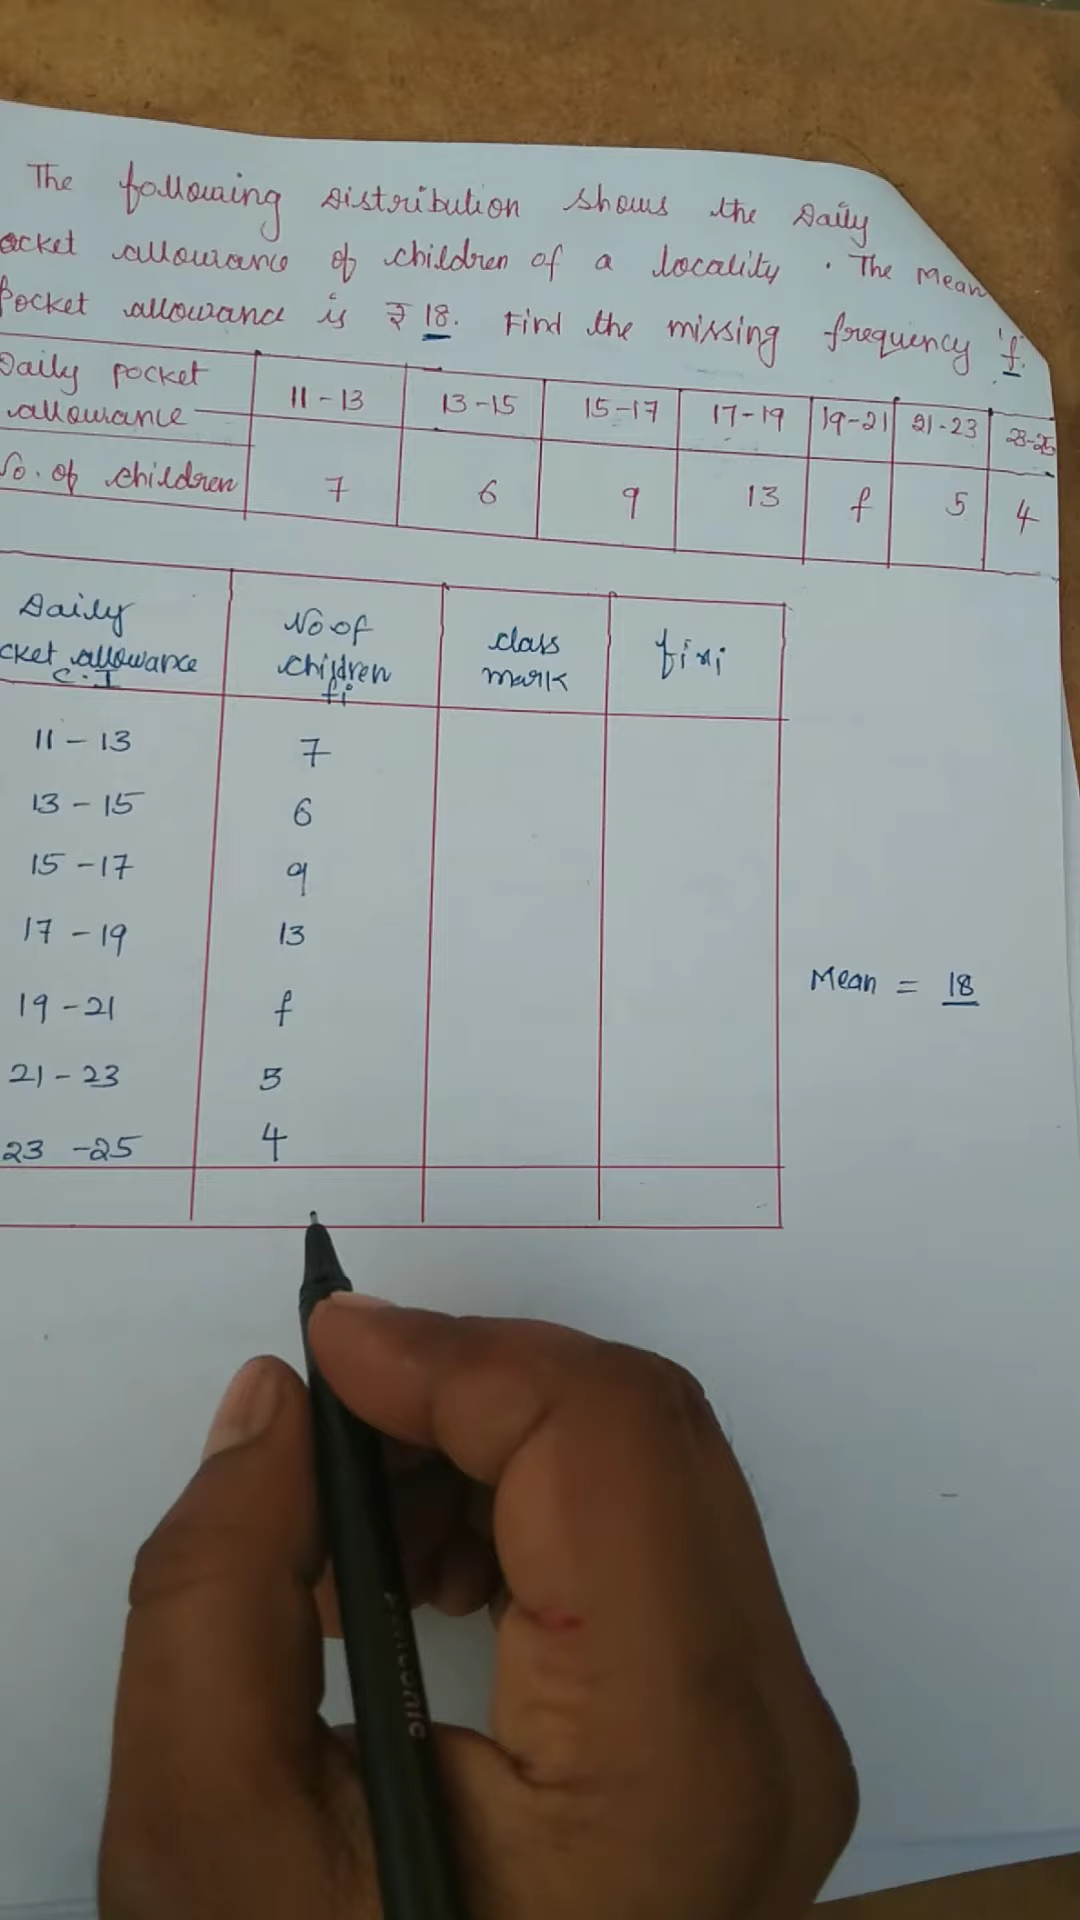 The following Distribution shows the Daily
ocket allowance of children of a locality . The Mean
Pocket allowance is ₹ 18. Find the missing frequency 'f.
Daily pocket allowance 11-13 13-15 15-17 17-19 19-21 21-23 23-25
No. of children 7 6 9 13 f 5 4
Daily
cket allowance
C.I
No of
children
fi
class
mark
fixi
11-13 7
13-15 6
15-17 9
17-19 13
19-21 f
21-23 5
23-25 4
Mean = 18